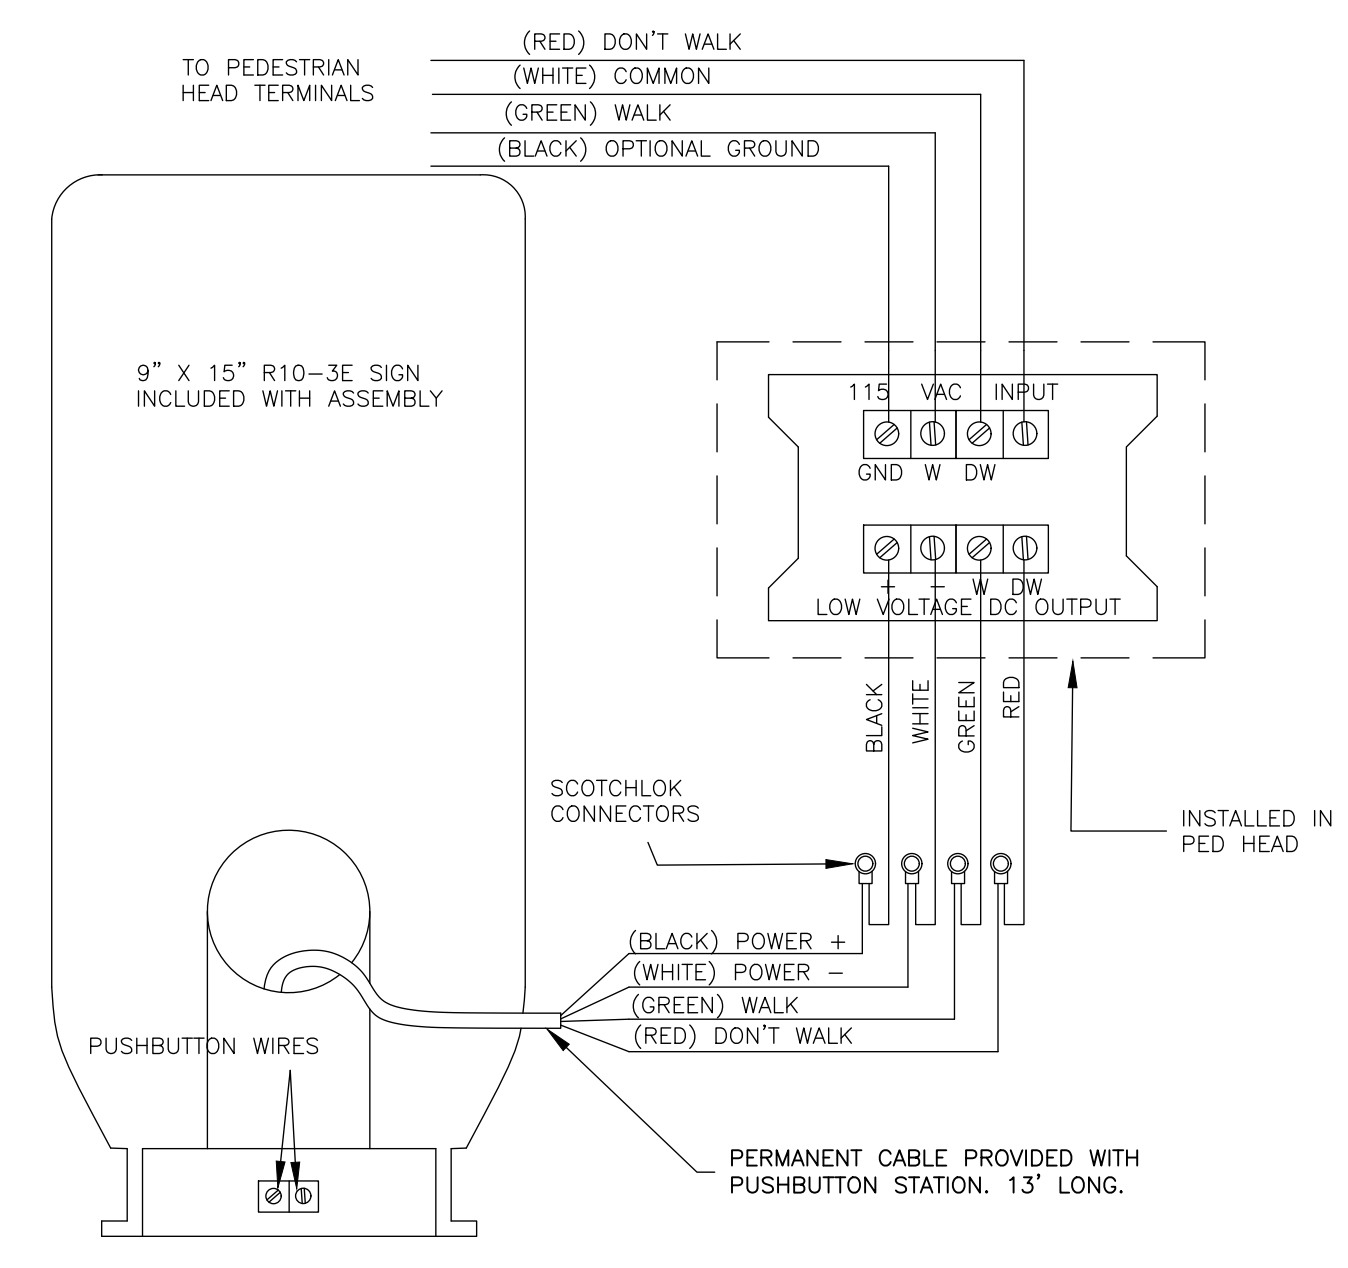 (RED) DON'T WALK
TO PEDESTRIAN
HEAD TERMINALS
(WHITE) COMMON
(GREEN) WALK
(BLACK) OPTIONAL GROUND
9" X 15" R10-3E SIGN
INCLUDED WITH ASSEMBLY
115 VAC INPUT
GND W DW
+ - W DW
LOW VOLTAGE DC OUTPUT
BLACK
WHITE
GREEN
RED
SCOTCHLOK
CONNECTORS
INSTALLED IN
PED HEAD
(BLACK) POWER +
(WHITE) POWER -
(GREEN) WALK
(RED) DON'T WALK
PUSHBUTTON WIRES
PERMANENT CABLE PROVIDED WITH
PUSHBUTTON STATION. 13' LONG.